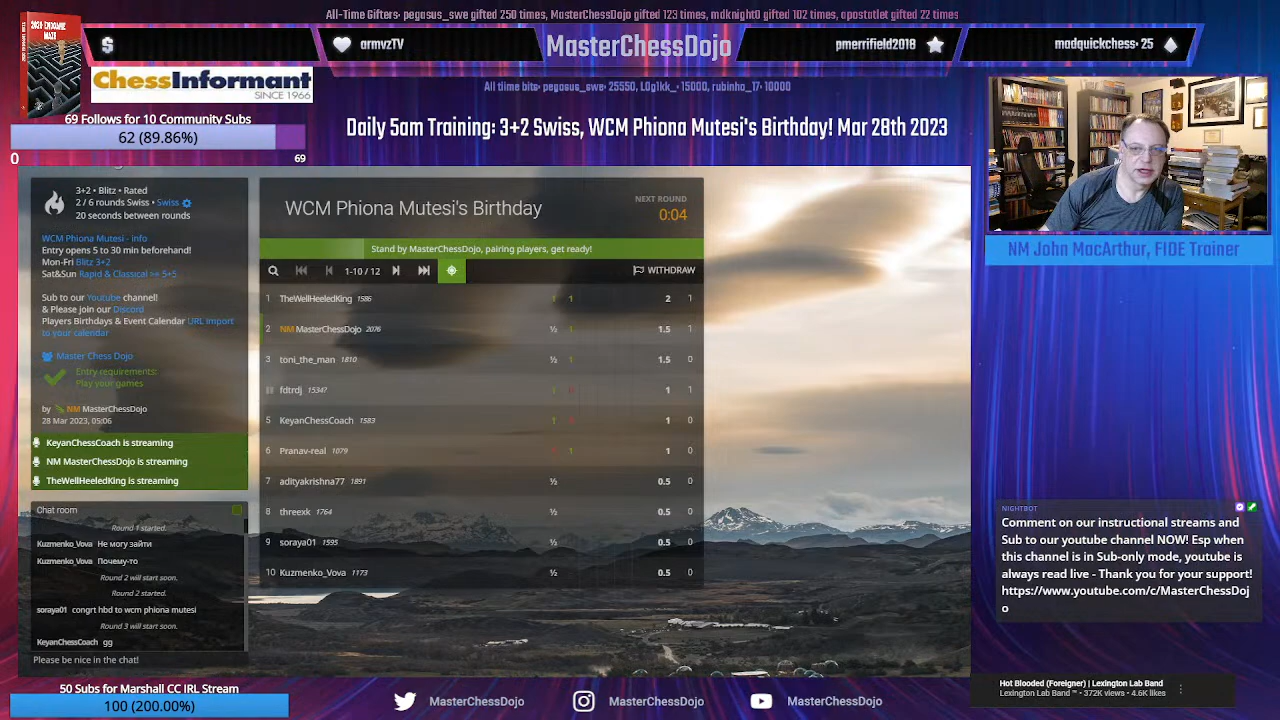 All-Time Gifters• pegasus_swe gifted 250 times, MasterChessDojo gifted 123 times, mdknight0 gifted 102 times, apostatlet gifted 22 times
$
armvzTV
MasterChessDojo
pmerrifield2018
madquickchess• 25
ChessInformant
SINCE 1966
All tiime bits• pegasus_swe• 25550, L0g1kk_• 15000, rubinho_17• 10000
69 Follows for 10 Community Subs
62 (89.86%)
0
69
Daily 5am Training: 3+2 Swiss, WCM Phiona Mutesi's Birthday! Mar 28th 2023
NM John MacArthur, FIDE Trainer
3+2 • Blitz • Rated
2 / 6 rounds Swiss • Swiss
20 seconds between rounds
WCM Phiona Mutesi - info
Entry opens 5 to 30 min beforehand!
Mon-Fri Blitz 3+2
Sat&Sun Rapid & Classical >= 5+5
Sub to our Youtube channel!
& Please join our Discord
Players Birthdays & Event Calendar URL import
to your calendar
Master Chess Dojo
Entry requirements:
Play your games
by NM MasterChessDojo
28 Mar 2023, 05:06
KeyanChessCoach is streaming
NM MasterChessDojo is streaming
TheWellHeeledKing is streaming
Chat room
Round 1 started.
Kuzmenko_Vova Не могу зайти
Kuzmenko_Vova Почему-то
Round 2 will start soon.
Round 2 started.
soraya01 congrt hbd to wcm phiona mutesi
Round 3 will start soon.
KeyanChessCoach gg
Please be nice in the chat!
WCM Phiona Mutesi's Birthday
NEXT ROUND
0:04
Stand by MasterChessDojo, pairing players, get ready!
1-10 / 12
WITHDRAW
1 TheWellHeeledKing 1586 1 1 2 1
2 NM MasterChessDojo 2076 ½ 1 1.5 1
3 toni_the_man 1810 ½ 1 1.5 0
fdtrdj 1534? 1 0 1 1
5 KeyanChessCoach 1583 1 0 1 0
6 Pranav-real 1079 0 1 1 0
7 adityakrishna77 1891 ½ 0.5 0
8 threexk 1764 ½ 0.5 0
9 soraya01 1595 ½ 0.5 0
10 Kuzmenko_Vova 1173 ½ 0.5 0
NIGHTBOT
Comment on our instructional streams and
Sub to our youtube channel NOW! Esp when
this channel is in Sub-only mode, youtube is
always read live - Thank you for your support!
https://www.youtube.com/c/MasterChessDoj
o
Hot Blooded (Foreigner) | Lexington Lab Band
Lexington Lab Band ™ • 372K views • 4.6K likes
50 Subs for Marshall CC IRL Stream
100 (200.00%)
MasterChessDojo
MasterChessDojo
MasterChessDojo